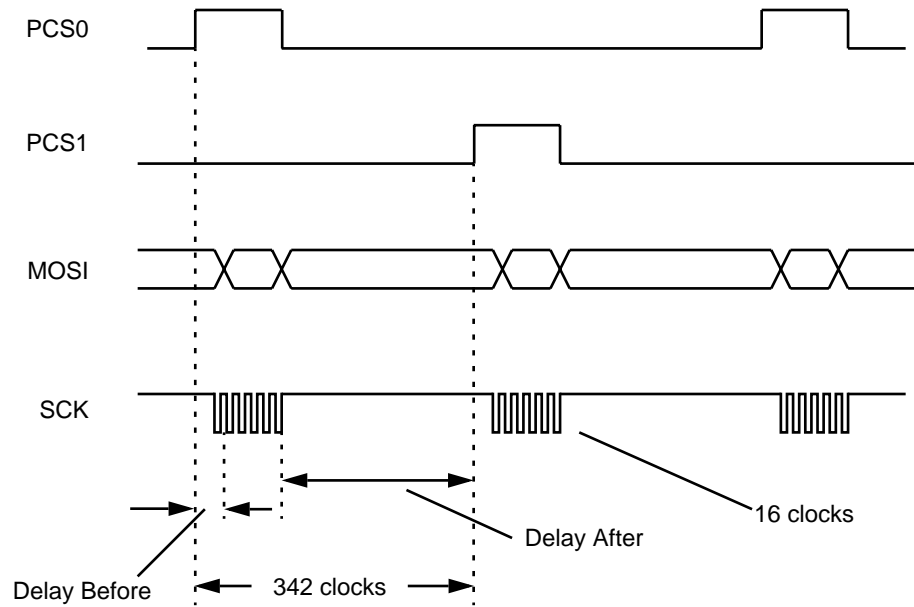 PCS0
PCS1
MOSI
SCK
16 clocks
Delay After
Delay Before
342 clocks